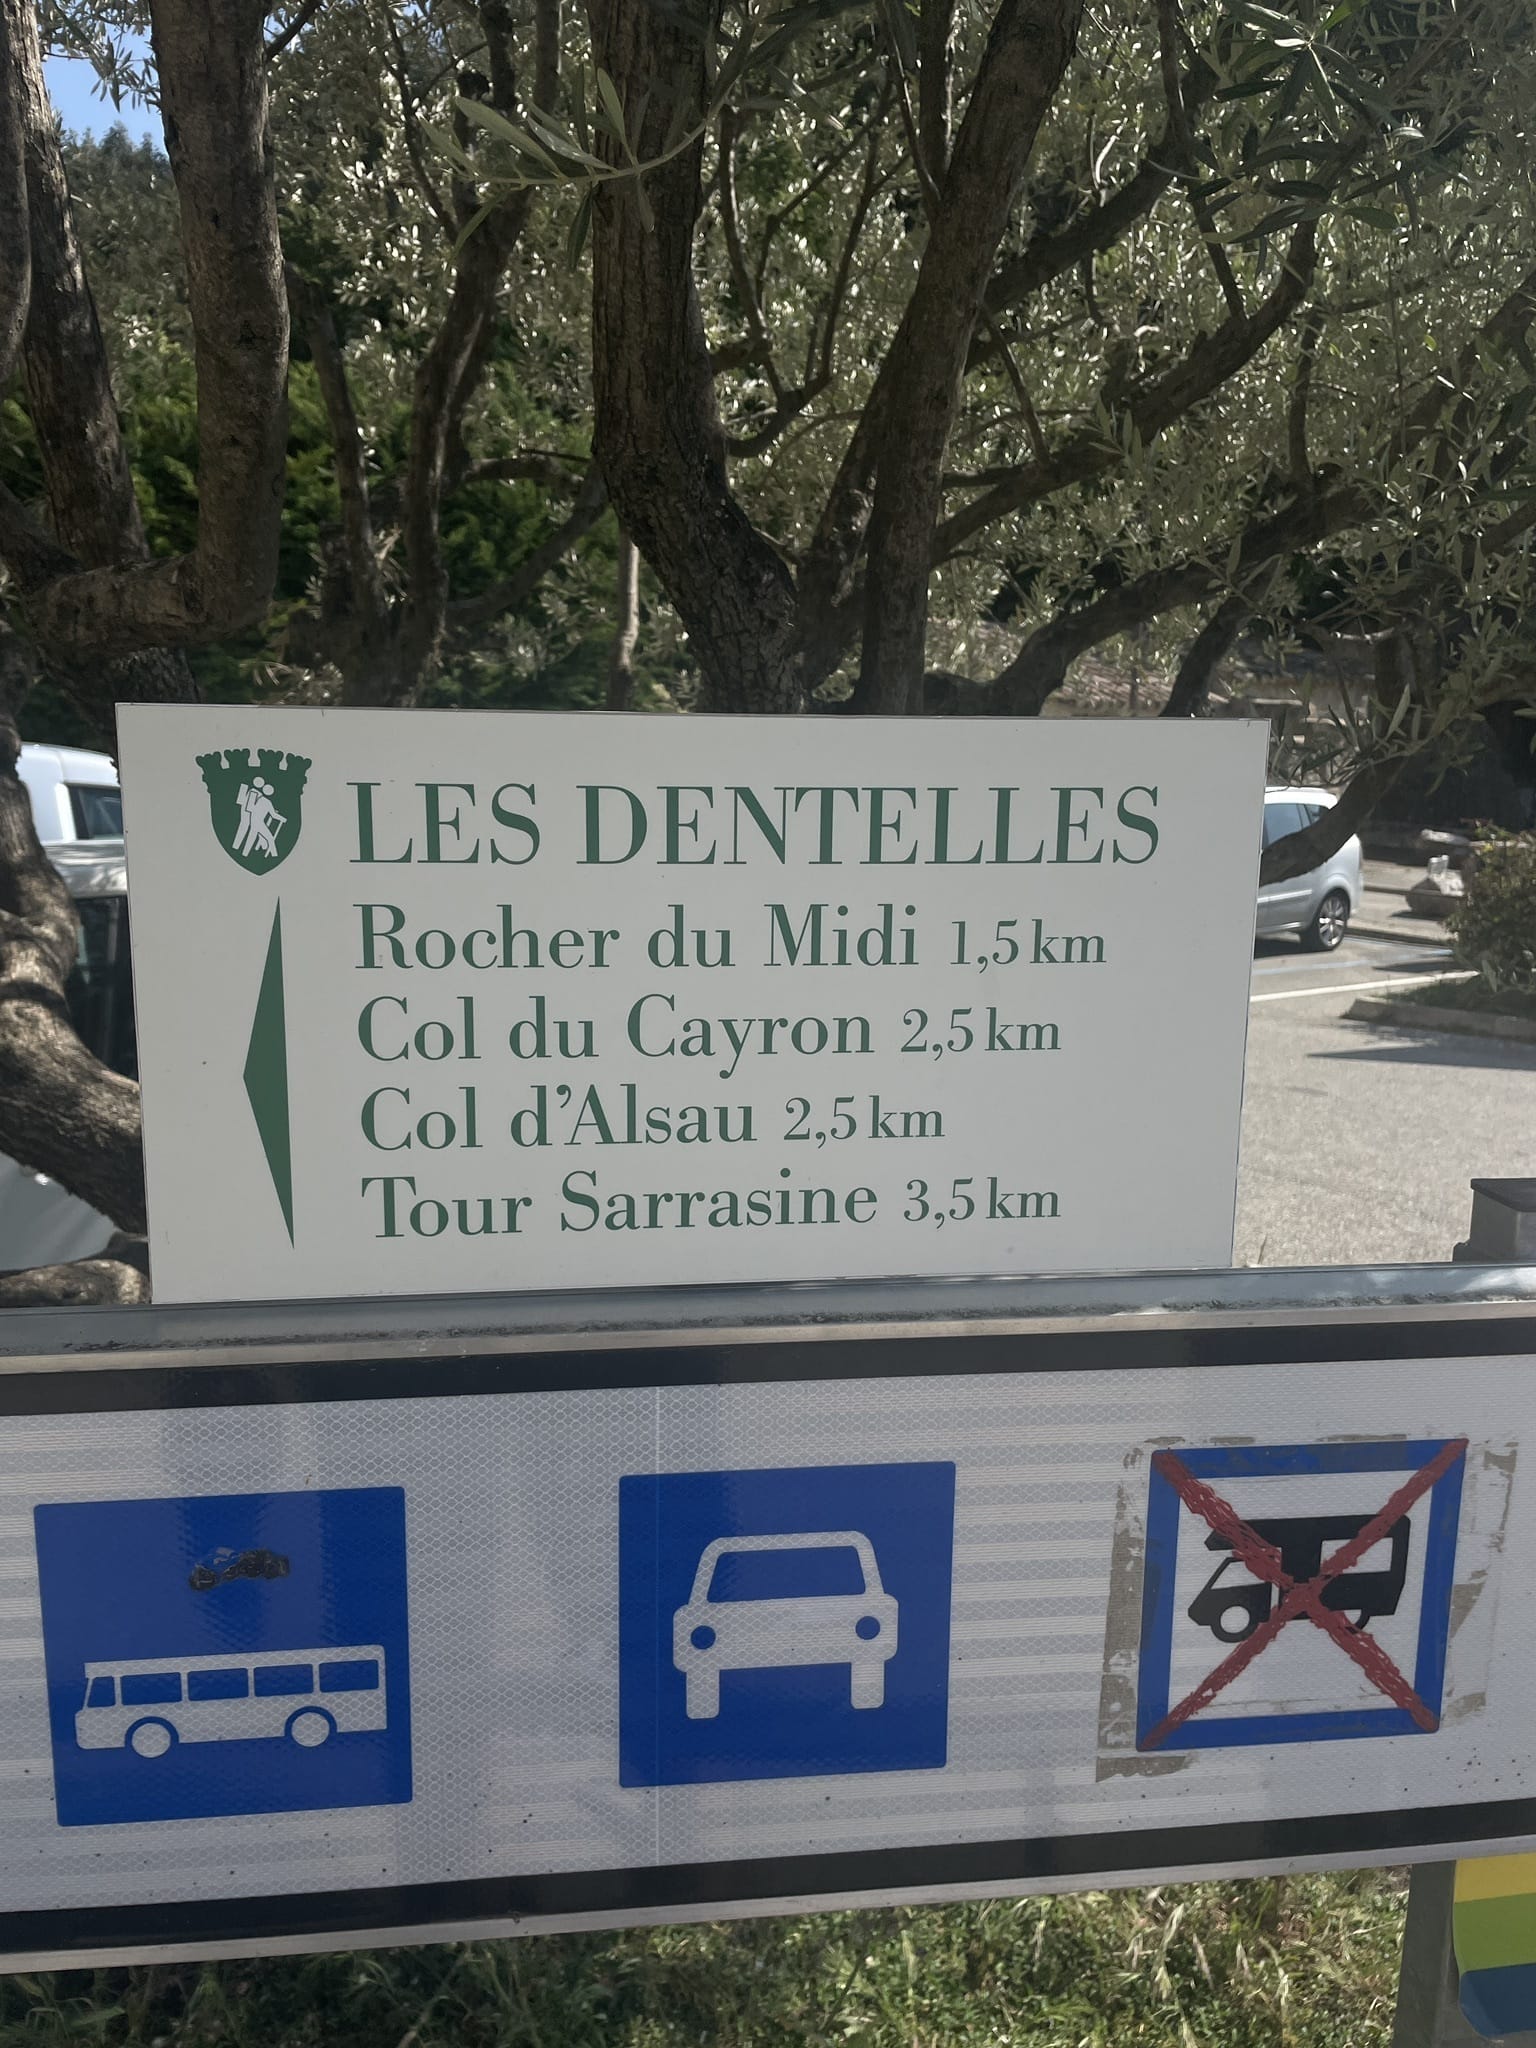 LES DENTELLES
Rocher du Midi 1,5 km
Col du Cayron 2,5 km
Col d'Alsau 2,5 km
Tour Sarrasine 3,5 km